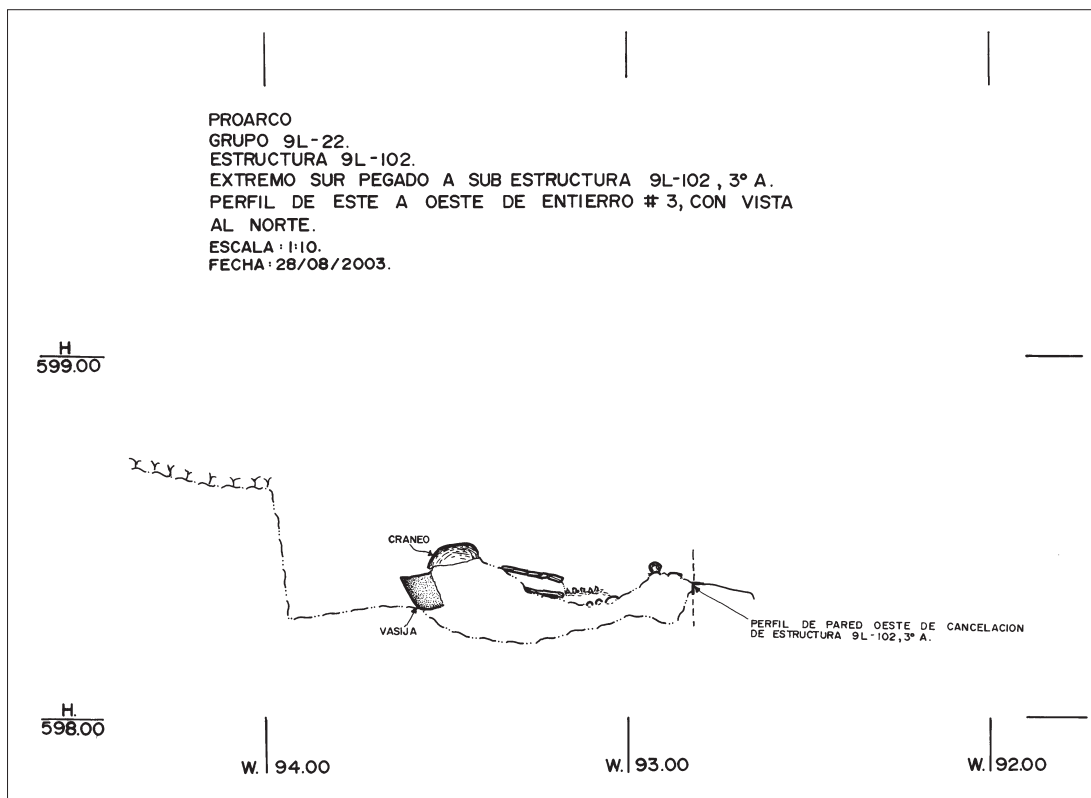 PROARCO
GRUPO 9L-22.
ESTRUCTURA 9L-102.
EXTREMO SUR PEGADO A SUB ESTRUCTURA 9L-102, 3° A.
PERFIL DE ESTE A OESTE DE ENTIERRO # 3, CON VISTA
AL NORTE.
ESCALA: 1:10.
FECHA: 28/08/2003.
H
599.00
CRANEO
VASIJA
PERFIL DE PARED OESTE DE CANCELACION
DE ESTRUCTURA 9L-102, 3° A.
H.
598.00
W. 94.00
W. 93.00
W. 92.00